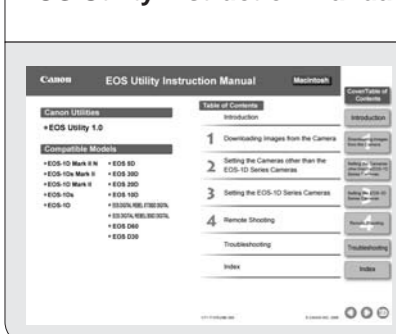 EOS Utility Instruction Manual
Canon EOS Utility Instruction Manual Macintosh
Canon Utilities
• EOS Utility 1.0
Compatible Models
• EOS-1D Mark II N • EOS 5D
• EOS-1Ds Mark II • EOS 30D
• EOS-1D Mark II • EOS 20D
• EOS-1Ds • EOS 10D
• EOS-1D
• EOS D60
• EOS D30
Table of Contents
Introduction
1 Downloading Images from the Camera
2 Setting the Cameras other than the
EOS-1D Series Cameras
3 Setting the EOS-1D Series Cameras
4 Remote Shooting
Troubleshooting
Index
Cover/Table of
Contents
Introduction
1
4
Remote Shooting
Troubleshooting
Index